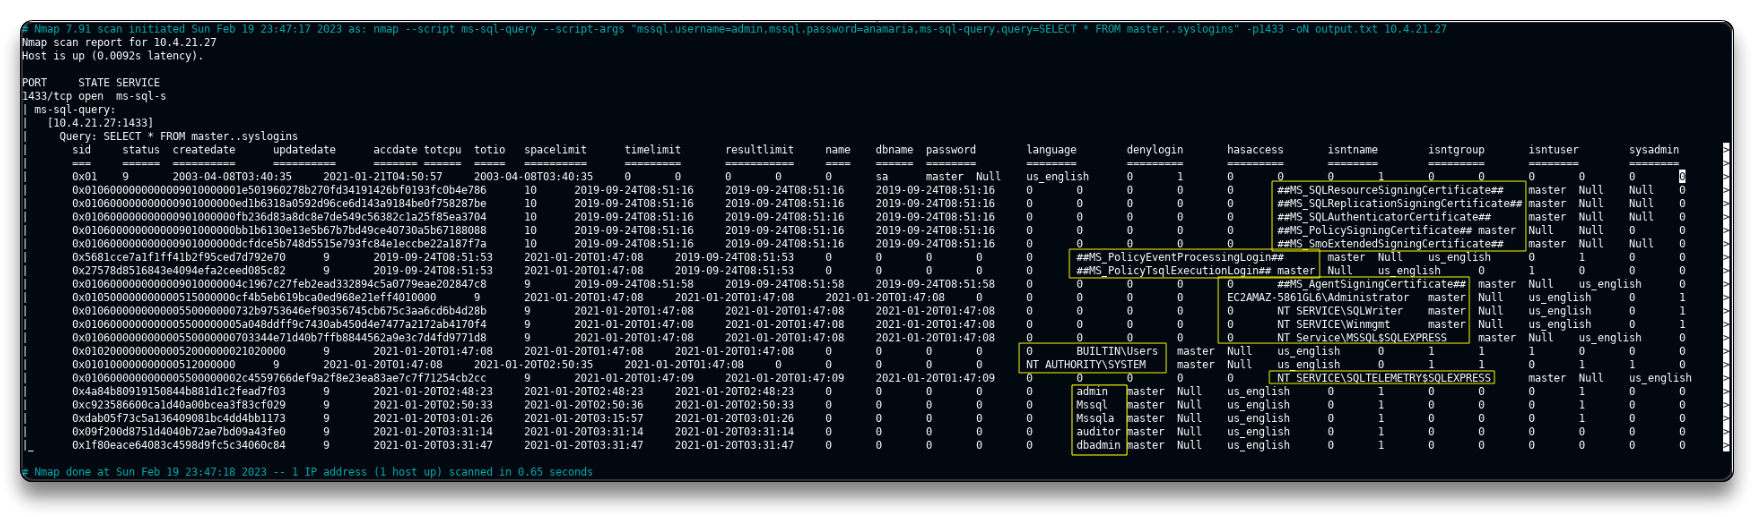 # Nmap 7.91 scan initiated Sun Feb 19 23:47:17 2023 as: nmap --script ms-sql-query --script-args "mssql.username=admin,mssql.password=anamaria,ms-sql-query.query=SELECT * FROM master..syslogins" -p1433 -oN output.txt 10.4.21.27
Nmap scan report for 10.4.21.27
Host is up (0.0092s latency).
PORT     STATE SERVICE
1433/tcp open  ms-sql-s
| ms-sql-query:
|   [10.4.21.27:1433]
|     Query: SELECT * FROM master..syslogins
|       sid     status  createdate      updatedate      accdate totcpu  totio   spacelimit      timelimit       resultlimit     name    dbname  password        language        denylogin       hasaccess       isntname        isntgroup       isntuser        sysadmin        >
|       ===     ======  ==========      ==========      ======= ======  =====   ==========      =========       ===========     ====    ======  ========        ========        =========       =========       ========        =========       ========        ========        >
|       0x01    9       2003-04-08T03:40:35     2021-01-21T04:50:57     2003-04-08T03:40:35     0       0       0       0       0       sa      master  Null    us_english      0       1       0       0       0       1       0       0       0       0       0       >
|       0x0106000000000009010000001e501960278b270fd34191426bf0193fc0b4e786      10      2019-09-24T08:51:16     2019-09-24T08:51:16     2019-09-24T08:51:16     0       0       0       0       0       ##MS_SQLResourceSigningCertificate##    master  Null    Null    0       >
|       0x010600000000000901000000ed1b6318a0592d96ce6d143a9184be0f758287be      10      2019-09-24T08:51:16     2019-09-24T08:51:16     2019-09-24T08:51:16     0       0       0       0       0       ##MS_SQLReplicationSigningCertificate## master  Null    Null    0       >
|       0x010600000000000901000000fb236d83a8dc8e7de549c56382c1a25f85ea3704      10      2019-09-24T08:51:16     2019-09-24T08:51:16     2019-09-24T08:51:16     0       0       0       0       0       ##MS_SQLAuthenticatorCertificate##      master  Null    Null    0       >
|       0x010600000000000901000000bb1b6130e13e5b67b7bd49ce40730a5b67188088      10      2019-09-24T08:51:16     2019-09-24T08:51:16     2019-09-24T08:51:16     0       0       0       0       0       ##MS_PolicySigningCertificate## master  Null    Null    0       0       >
|       0x010600000000000901000000dcfdce5b748d5515e793fc84e1eccbe22a187f7a      10      2019-09-24T08:51:16     2019-09-24T08:51:16     2019-09-24T08:51:16     0       0       0       0       0       ##MS_SmoExtendedSigningCertificate##    master  Null    Null    0       >
|       0x5681cce7a1f1ff41b2f95ced7d792e70      9       2019-09-24T08:51:53     2021-01-20T01:47:08     2019-09-24T08:51:53     0       0       0       0       0       ##MS_PolicyEventProcessingLogin##       master  Null    us_english      0       1       0       0       >
|       0x27578d8516843e4094efa2ceed085c82      9       2019-09-24T08:51:53     2021-01-20T01:47:08     2019-09-24T08:51:53     0       0       0       0       0       ##MS_PolicyTsqlExecutionLogin## master  Null    us_english      0       1       0       0       0       >
|       0x0106000000000009010000004c1967c27feb2ead332894c5a0779eae202847c8      9       2019-09-24T08:51:58     2019-09-24T08:51:58     2019-09-24T08:51:58     0       0       0       0       0       ##MS_AgentSigningCertificate##  master  Null    us_english      0       >
|       0x010500000000000515000000cf4b5eb619bca0ed968e21eff4010000      9       2021-01-20T01:47:08     2021-01-20T01:47:08     2021-01-20T01:47:08     0       0       0       0       0       EC2AMAZ-5861GL6\Administrator   master  Null    us_english      0       1       >
|       0x010600000000000550000000732b9753646ef90356745cb675c3aa6cd6b4d28b      9       2021-01-20T01:47:08     2021-01-20T01:47:08     2021-01-20T01:47:08     0       0       0       0       0       NT SERVICE\SQLWriter    master  Null    us_english      0       1       >
|       0x0106000000000005500000005a048ddff9c7430ab450d4e7477a2172ab4170f4      9       2021-01-20T01:47:08     2021-01-20T01:47:08     2021-01-20T01:47:08     0       0       0       0       0       NT SERVICE\Winmgmt      master  Null    us_english      0       1       >
|       0x010600000000000550000000703344e71d40b7ffb8844562a9e3c7d4fd9771d8      9       2021-01-20T01:47:08     2021-01-20T01:47:08     2021-01-20T01:47:08     0       0       0       0       0       NT Service\MSSQL$SQLEXPRESS     master  Null    us_english      0       >
|       0x01020000000000052000000021020000      9       2021-01-20T01:47:08     2021-01-20T01:47:08     2021-01-20T01:47:08     0       0       0       0       0       BUILTIN\Users   master  Null    us_english      0       1       1       1       0       0       0       >
|       0x010100000000000512000000      9       2021-01-20T01:47:08     2021-01-20T02:50:35     2021-01-20T01:47:08     0       0       0       0       0       NT AUTHORITY\SYSTEM     master  Null    us_english      0       1       1       0       1       1       0       >
|       0x0106000000000005500000002c4559766def9a2f8e23ea83ae7c7f71254cb2cc      9       2021-01-20T01:47:09     2021-01-20T01:47:09     2021-01-20T01:47:09     0       0       0       0       0       NT SERVICE\SQLTELEMETRY$SQLEXPRESS      master  Null    us_english      >
|       0x4a84b80919150844b881d1c2fead7f03      9       2021-01-20T02:48:23     2021-01-20T02:48:23     2021-01-20T02:48:23     0       0       0       0       0       admin   master  Null    us_english      0       1       0       0       0       1       0       0       >
|       0xc923586600ca1d40a00bcea3f83cf029      9       2021-01-20T02:50:33     2021-01-20T02:50:36     2021-01-20T02:50:33     0       0       0       0       0       Mssql   master  Null    us_english      0       1       0       0       0       1       0       0       >
|       0xdab05f73c5a136409081bc4dd4bb1173      9       2021-01-20T03:01:26     2021-01-20T03:15:57     2021-01-20T03:01:26     0       0       0       0       0       Mssqla  master  Null    us_english      0       1       0       0       0       1       0       0       >
|       0x09f200d8751d4040b72ae7bd09a43fe0      9       2021-01-20T03:31:14     2021-01-20T03:31:14     2021-01-20T03:31:14     0       0       0       0       0       auditor master  Null    us_english      0       1       0       0       0       0       0       0       >
|_      0x1f80eace64083c4598d9fc5c34060c84      9       2021-01-20T03:31:47     2021-01-20T03:31:47     2021-01-20T03:31:47     0       0       0       0       0       dbadmin master  Null    us_english      0       1       0       0       0       0       0       0       >
# Nmap done at Sun Feb 19 23:47:18 2023 -- 1 IP address (1 host up) scanned in 0.65 seconds